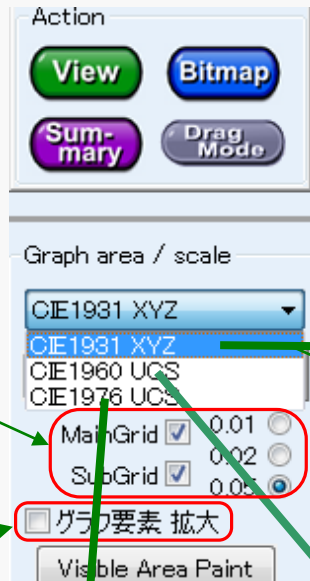 Action
View
Bitmap
Sum-
mary
Drag
Mode
Graph area / scale
CIE1931 XYZ
CIE1931 XYZ
CIE1960 UCS
CIE1976 UCS
MainGrid
0.01
0.02
SubGrid
0.05
グラフ要素 拡大
Visible Area Paint